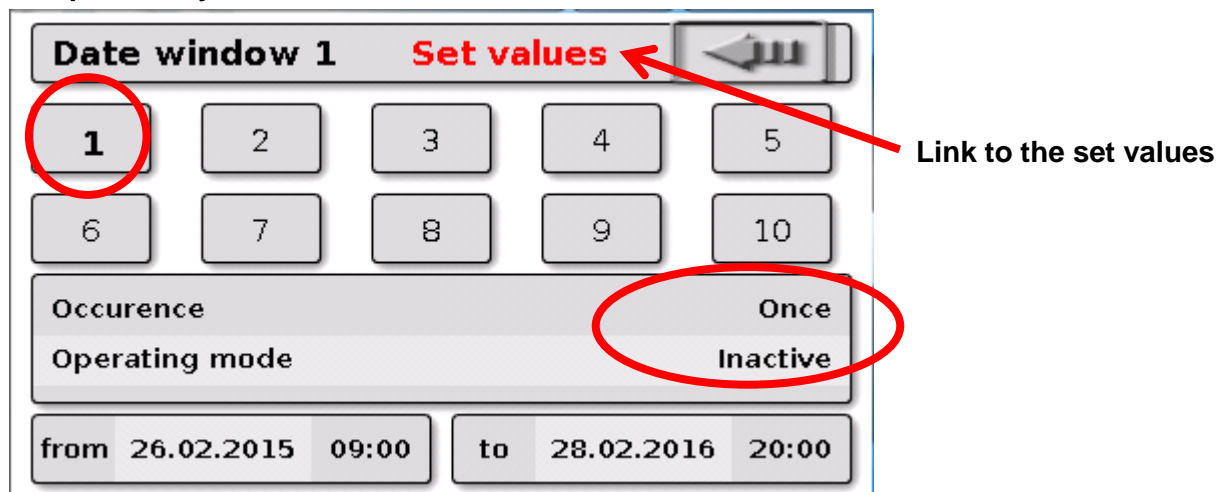 Date window 1 Set values
1 2 3 4 5
Link to the set values
6 7 8 9 10
Occurence Once
Operating mode Inactive
from 26.02.2015 09:00 to 28.02.2016 20:00